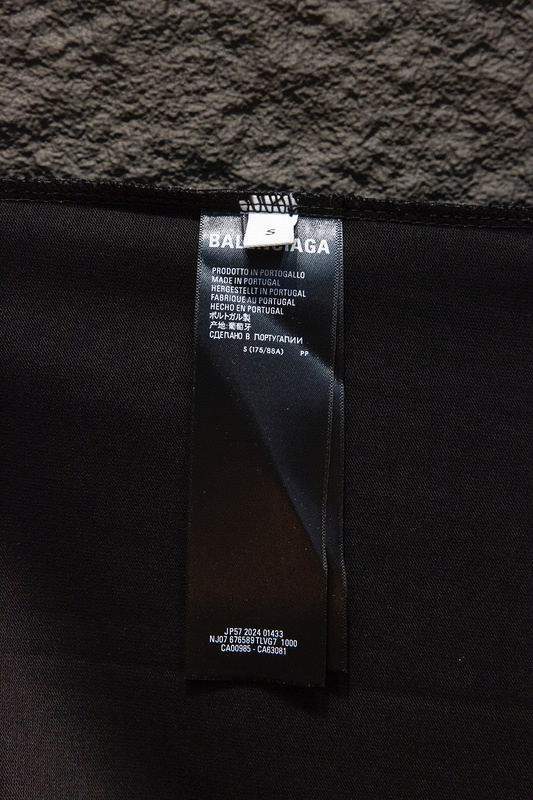 S
BALENCIAGA
PRODOTTO IN PORTOGALLO
MADE IN PORTUGAL
HERGESTELLT IN PORTUGAL
FABRIQUE AU PORTUGAL
HECHO EN PORTUGAL
ポルトガル製
产地:葡萄牙
СДЕЛАНО В ПОРТУГАЛИИ
S (175/88A) PP
JP57 2024 01433
NJ07 676589 TLVG7 1000
CA00985 - CA63081